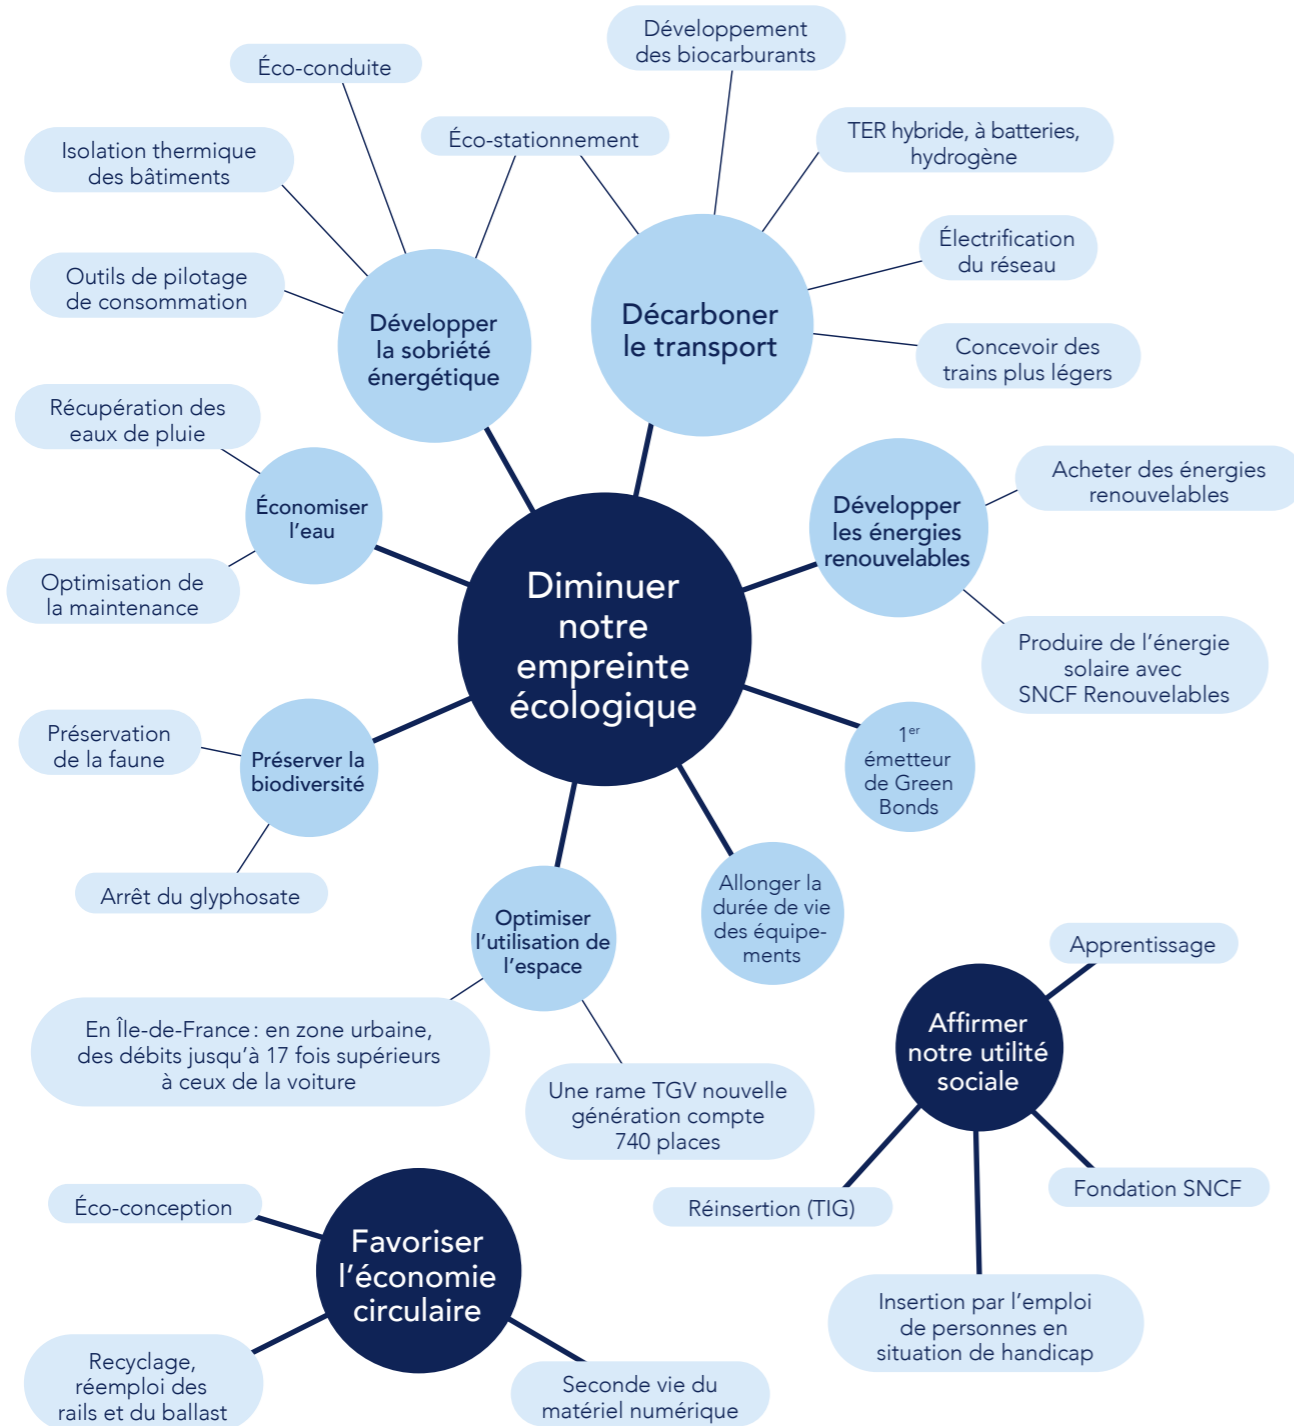 Développement
des biocarburants
Éco-conduite
Éco-stationnement
TER hybride, à batteries,
hydrogène
Isolation thermique
des bâtiments
Électrification
du réseau
Outils de pilotage
de consommation
Développer
la sobriété
énergétique
Décarboner
le transport
Concevoir des
trains plus légers
Récupération des
eaux de pluie
Économiser
l'eau
Développer
les énergies
renouvelables
Acheter des énergies
renouvelables
Optimisation de
la maintenance
Diminuer
notre
empreinte
écologique
Produire de l'énergie
solaire avec
SNCF Renouvelables
Préservation
de la faune
Préserver la
biodiversité
1er
émetteur
de Green
Bonds
Arrêt du glyphosate
Optimiser
l'utilisation de
l'espace
Allonger la
durée de vie
des équipe-
ments
Apprentissage
En Île-de-France : en zone urbaine,
des débits jusqu'à 17 fois supérieurs
à ceux de la voiture
Affirmer
notre utilité
sociale
Une rame TGV nouvelle
génération compte
740 places
Réinsertion (TIG)
Fondation SNCF
Éco-conception
Favoriser
l'économie
circulaire
Insertion par l'emploi
de personnes en
situation de handicap
Recyclage,
réemploi des
rails et du ballast
Seconde vie du
matériel numérique